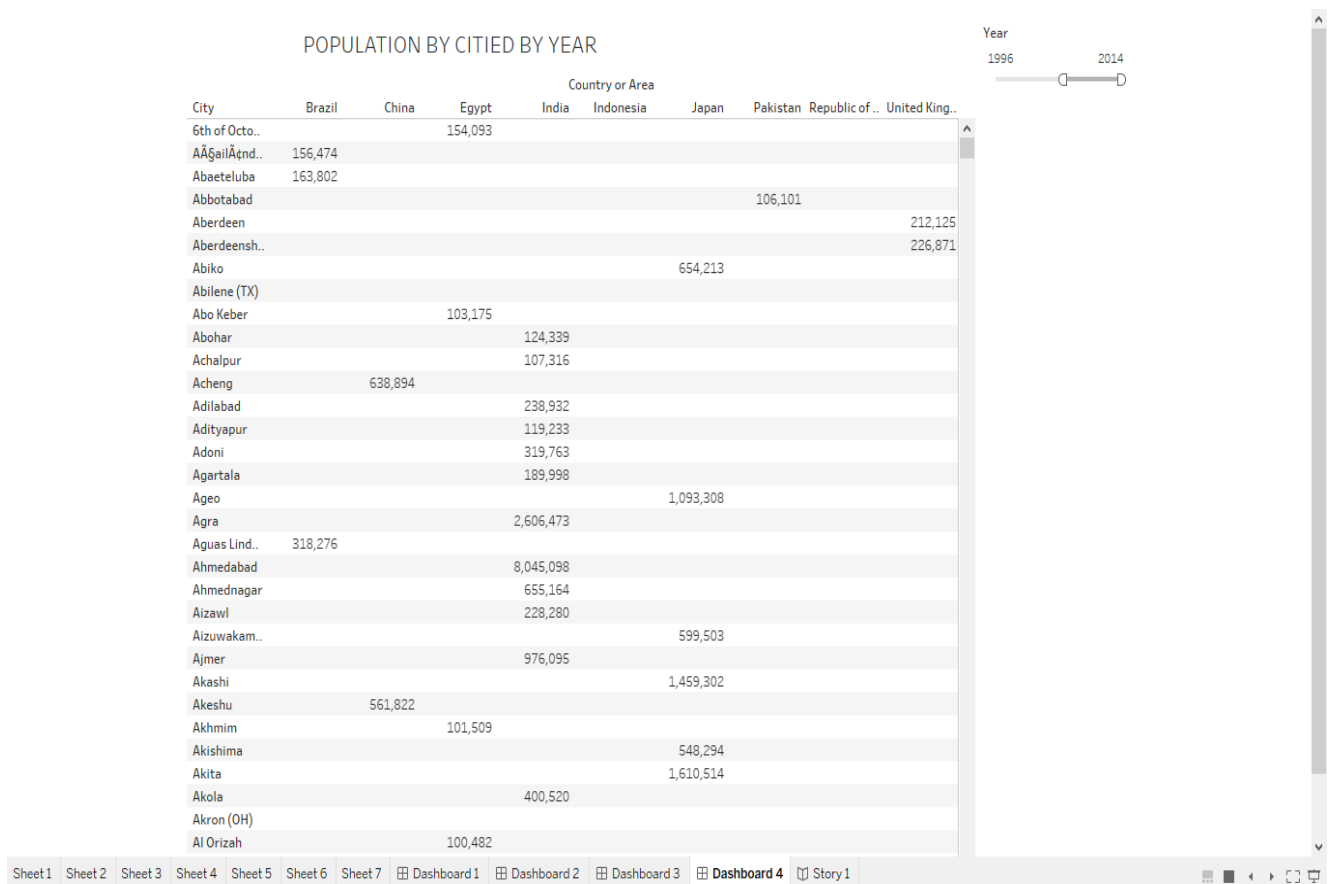 POPULATION BY CITIED BY YEAR
Year
1996 2014
Country or Area
City Brazil China Egypt India Indonesia Japan Pakistan Republic of .. United King..
6th of Octo.. 154,093
AÃ§ailÃ¢nd.. 156,474
Abaeteluba 163,802
Abbotabad 106,101
Aberdeen 212,125
Aberdeensh.. 226,871
Abiko 654,213
Abilene (TX)
Abo Keber 103,175
Abohar 124,339
Achalpur 107,316
Acheng 638,894
Adilabad 238,932
Adityapur 119,233
Adoni 319,763
Agartala 189,998
Ageo 1,093,308
Agra 2,606,473
Aguas Lind.. 318,276
Ahmedabad 8,045,098
Ahmednagar 655,164
Aizawl 228,280
Aizuwakam.. 599,503
Ajmer 976,095
Akashi 1,459,302
Akeshu 561,822
Akhmim 101,509
Akishima 548,294
Akita 1,610,514
Akola 400,520
Akron (OH)
Al Orizah 100,482
Sheet 1 Sheet 2 Sheet 3 Sheet 4 Sheet 5 Sheet 6 Sheet 7 Dashboard 1 Dashboard 2 Dashboard 3 Dashboard 4 Story 1